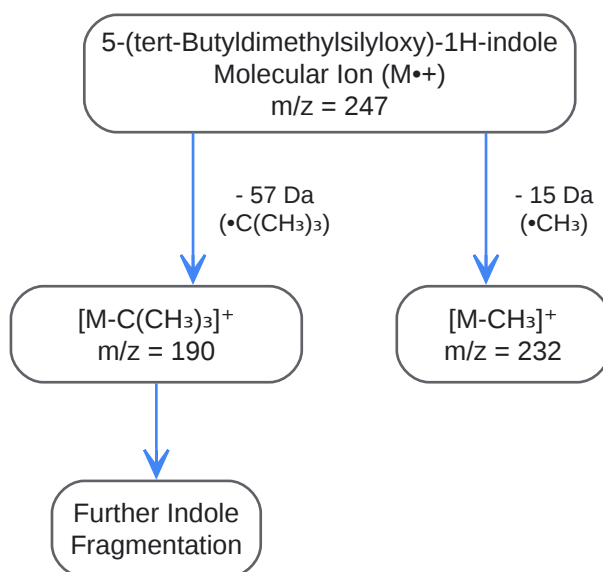 5-(tert-Butyldimethylsilyloxy)-1H-indole
Molecular Ion (M•+)
m/z = 247
- 57 Da
(•C(CH₃)₃)
- 15 Da
(•CH₃)
[M-C(CH₃)₃]⁺
m/z = 190
[M-CH₃]⁺
m/z = 232
Further Indole
Fragmentation